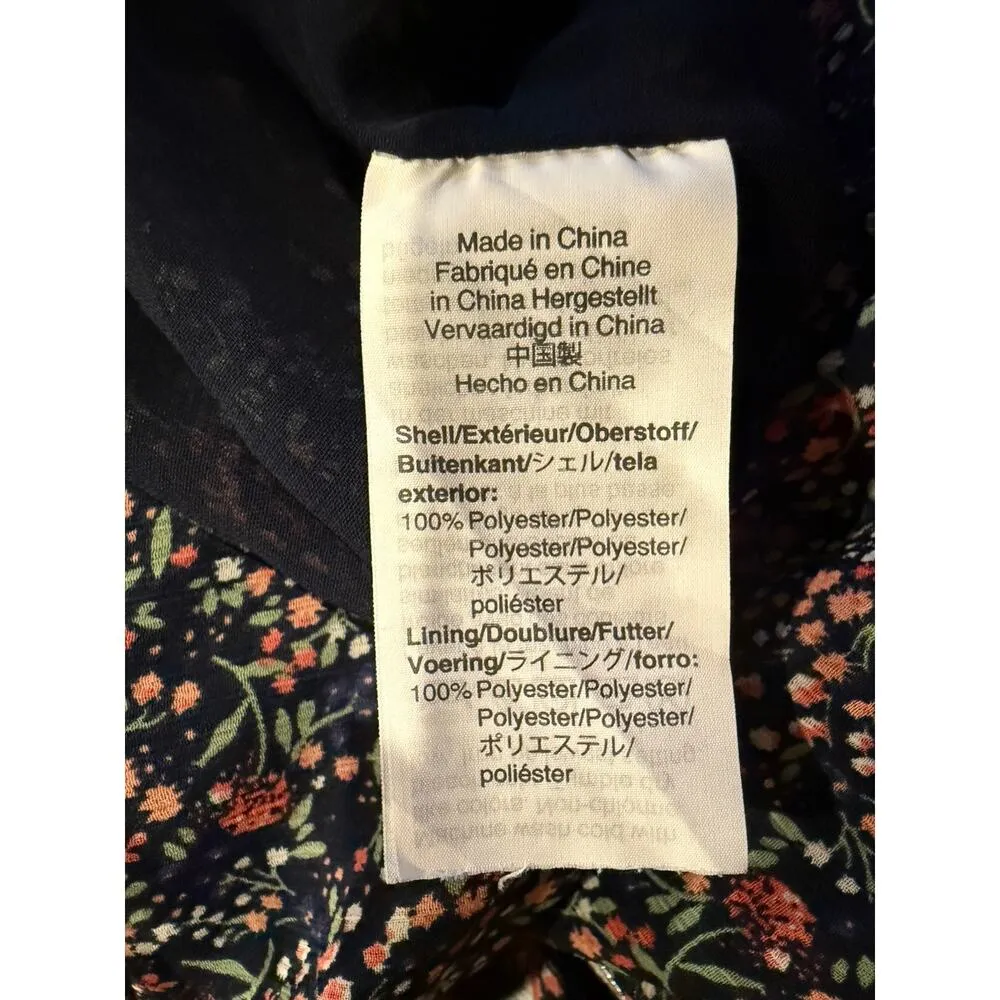 Made in China
Fabriqué en Chine
in China Hergestellt
Vervaardigd in China
中国製
Hecho en China
Shell/Extérieur/Oberstoff/
Buitenkant/シェル/tela
exterior:
100% Polyester/Polyester/
Polyester/Polyester/
ポリエステル/
poliéster
Lining/Doublure/Futter/
Voering/ライニング/forro:
100% Polyester/Polyester/
Polyester/Polyester/
ポリエステル/
poliéster